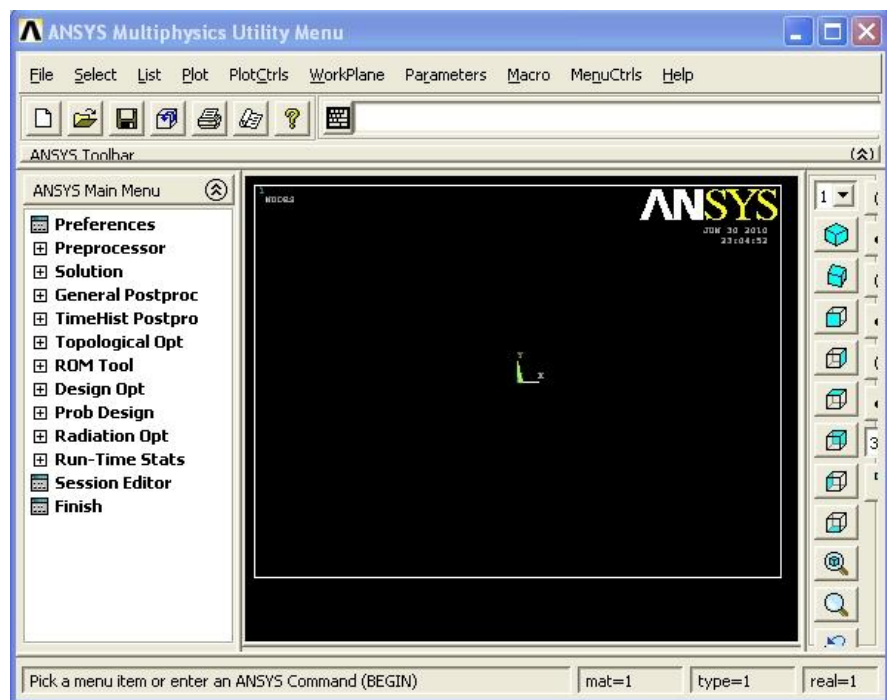 ANSYS Multiphysics Utility Menu
File Select List Plot PlotCtrls WorkPlane Parameters Macro MenuCtrls Help
ANSYS Toolbar
ANSYS Main Menu
Preferences
Preprocessor
Solution
General Postproc
TimeHist Postpro
Topological Opt
ROM Tool
Design Opt
Prob Design
Radiation Opt
Run-Time Stats
Session Editor
Finish
1
NODES
ANSYS
JUN 30 2010
23:04:52
Y
X
1
3
Pick a menu item or enter an ANSYS Command (BEGIN)
mat=1
type=1
real=1